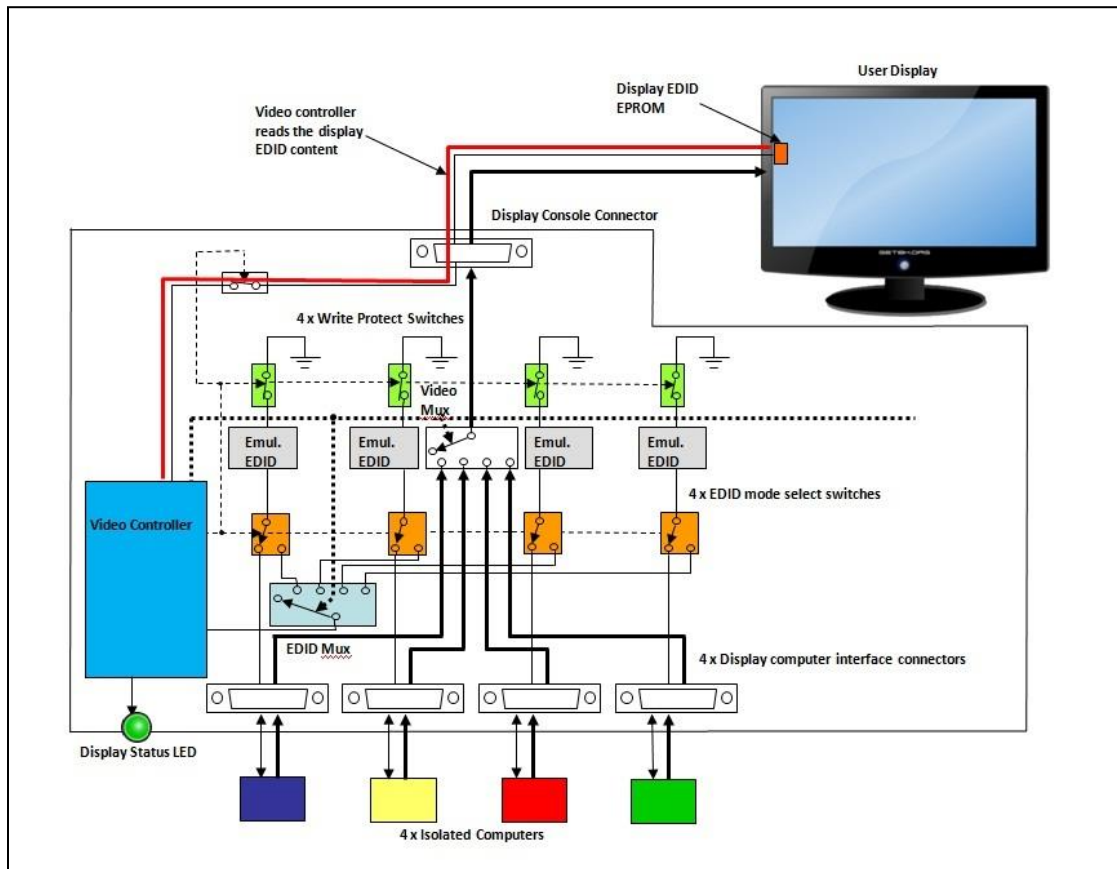 User Display
Display EDID
EPROM
Video controller
reads the display
EDID content
Display Console Connector
4 x Write Protect Switches
Video
Mux
Emul.
EDID
Emul.
EDID
Emul.
EDID
Emul.
EDID
4 x EDID mode select switches
Video Controller
EDID Mux
4 x Display computer interface connectors
Display Status LED
4 x Isolated Computers